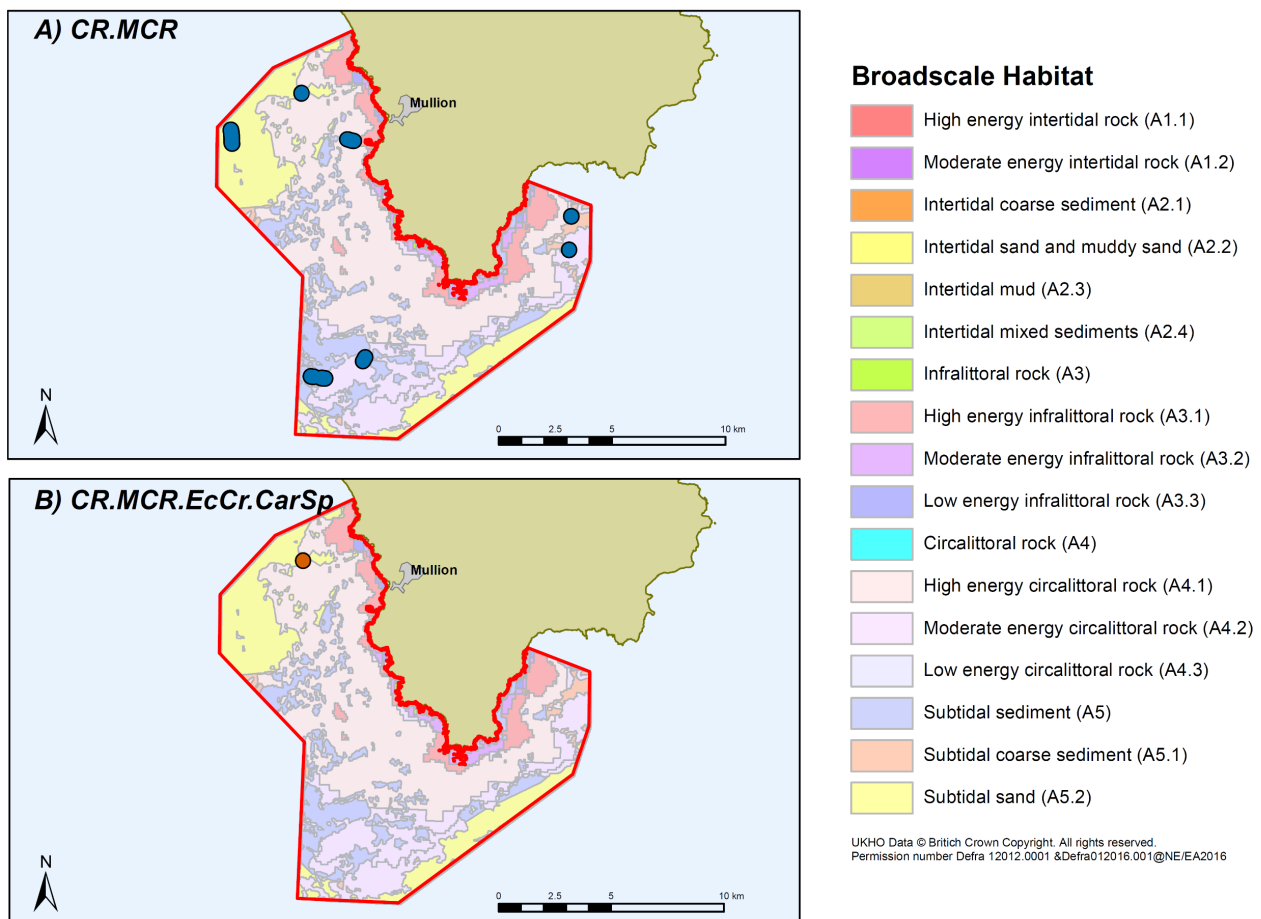 A) CR.MCR
Mullion
N
0 2.5 5 10 km
B) CR.MCR.EcCr.CarSp
Mullion
N
0 2.5 5 10 km
Broadscale Habitat
High energy intertidal rock (A1.1)
Moderate energy intertidal rock (A1.2)
Intertidal coarse sediment (A2.1)
Intertidal sand and muddy sand (A2.2)
Intertidal mud (A2.3)
Intertidal mixed sediments (A2.4)
Infralittoral rock (A3)
High energy infralittoral rock (A3.1)
Moderate energy infralittoral rock (A3.2)
Low energy infralittoral rock (A3.3)
Circalittoral rock (A4)
High energy circalittoral rock (A4.1)
Moderate energy circalittoral rock (A4.2)
Low energy circalittoral rock (A4.3)
Subtidal sediment (A5)
Subtidal coarse sediment (A5.1)
Subtidal sand (A5.2)
UKHO Data © Britich Crown Copyright. All rights reserved.
Permission number Defra 12012.0001 &Defra012016.001@NE/EA2016